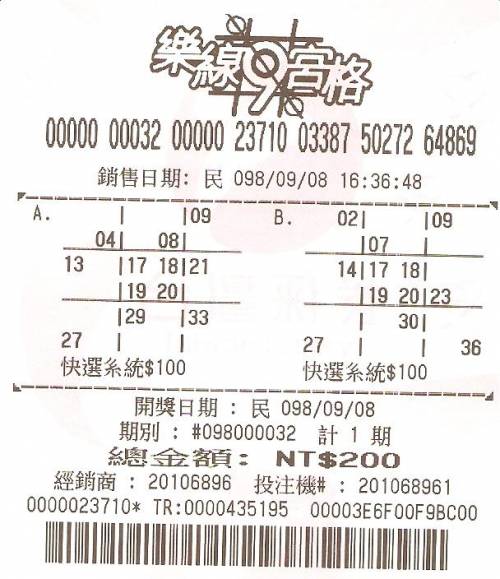 樂線9宮格
00000 00032 00000 23710 03387 50272 64869
銷售日期: 民 098/09/08 16:36:48
A. | |09 B. 02| |09
04| 08| |07 |
13 |17 18|21 14|17 18|
|19 20| |19 20|23
|29 |33 | 30|
27 | | 27 | | 36
快選系統$100 快選系統$100
開獎日期 : 民 098/09/08
期別 : #098000032 計 1 期
總金額: NT$200
經銷商 : 20106896 投注機# : 201068961
0000023710* TR:0000435195 00003E6F00F9BC00